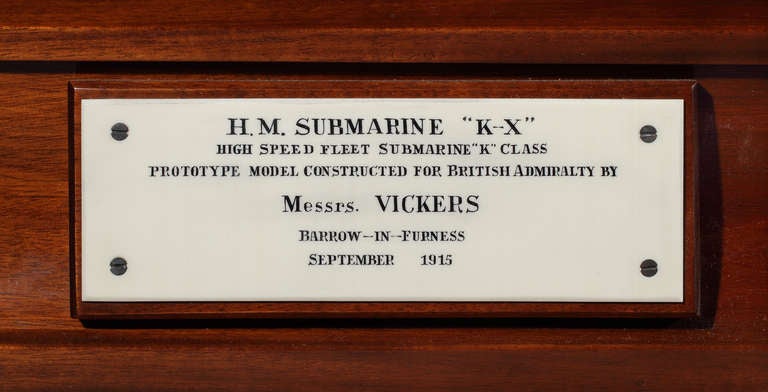 H.M. SUBMARINE "K-X"
HIGH SPEED FLEET SUBMARINE "K" CLASS
PROTOTYPE MODEL CONSTRUCTED FOR BRITISH ADMIRALTY BY
Messrs. VICKERS
BARROW-IN-FURNESS
SEPTEMBER 1915